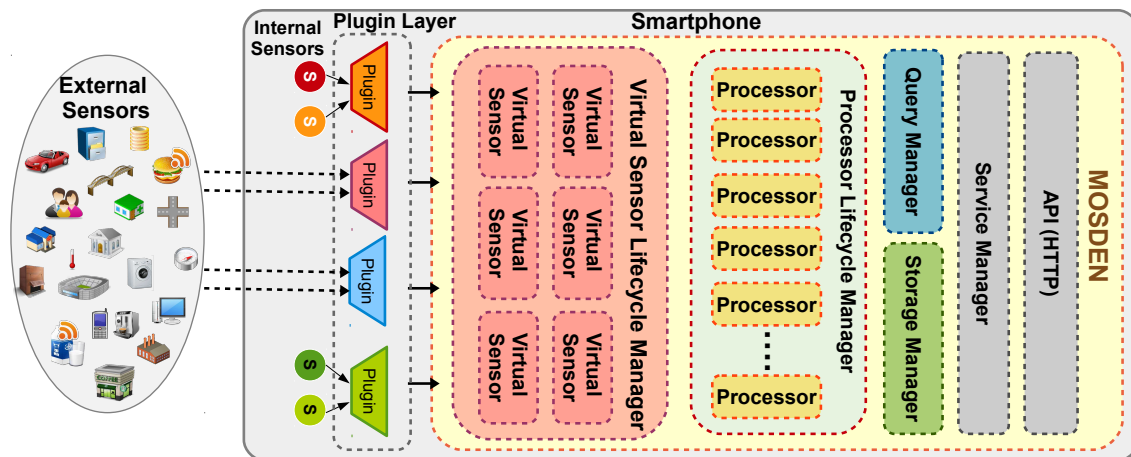 Smartphone
Plugin Layer
Internal
Sensors
External
Sensors
S
S
S
S
Plugin
Plugin
Plugin
Plugin
Virtual
Sensor
Virtual
Sensor
Virtual
Sensor
Virtual
Sensor
Virtual
Sensor
Virtual
Sensor
Virtual Sensor Lifecycle Manager
Processor
Processor
Processor
Processor
Processor
Processor
Processor Lifecycle Manager
Query Manager
Storage Manager
Service Manager
API (HTTP)
MOSDEN